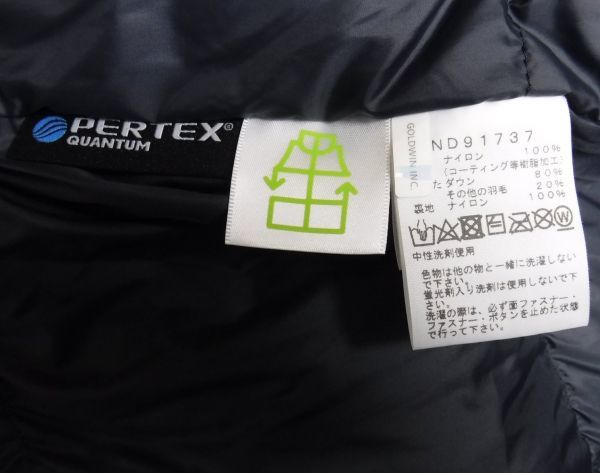 PERTEX®
QUANTUM
GOLDWIN INC.
ND91737
ナイロン 100%
(コーティング等樹脂加工)
た ダウン 80%
その他の羽毛 20%
裏地 ナイロン 100%
中性洗剤使用
色物は他の物と一緒に洗濯しない
で下さい。
蛍光剤入り洗剤は使用しないで下
さい。
洗濯の際は、必ず面ファスナー、
ファスナー・ボタンを止めた状態
で行って下さい。